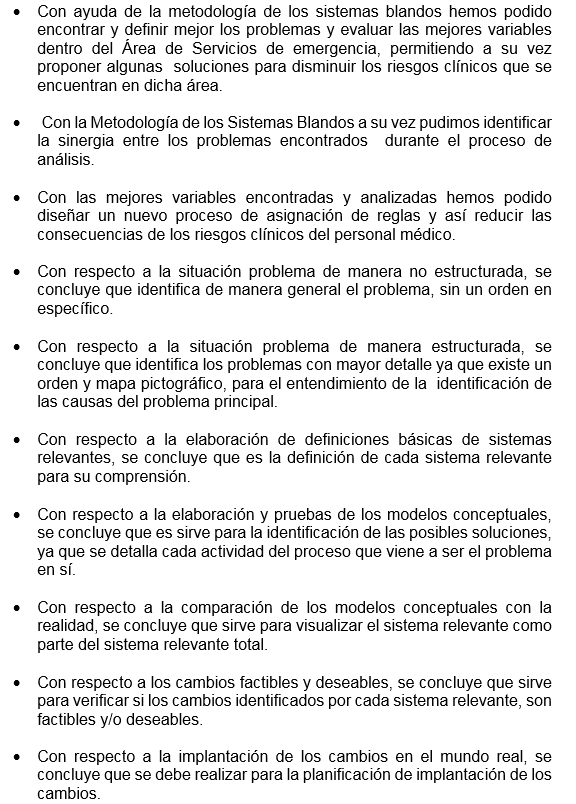 • Con ayuda de la metodología de los sistemas blandos hemos podido
encontrar y definir mejor los problemas y evaluar las mejores variables
dentro del Área de Servicios de emergencia, permitiendo a su vez
proponer algunas soluciones para disminuir los riesgos clínicos que se
encuentran en dicha área.
• Con la Metodología de los Sistemas Blandos a su vez pudimos identificar
la sinergia entre los problemas encontrados durante el proceso de
análisis.
• Con las mejores variables encontradas y analizadas hemos podido
diseñar un nuevo proceso de asignación de reglas y así reducir las
consecuencias de los riesgos clínicos del personal médico.
• Con respecto a la situación problema de manera no estructurada, se
concluye que identifica de manera general el problema, sin un orden en
específico.
• Con respecto a la situación problema de manera estructurada, se
concluye que identifica los problemas con mayor detalle ya que existe un
orden y mapa pictográfico, para el entendimiento de la identificación de
las causas del problema principal.
• Con respecto a la elaboración de definiciones básicas de sistemas
relevantes, se concluye que es la definición de cada sistema relevante
para su comprensión.
• Con respecto a la elaboración y pruebas de los modelos conceptuales,
se concluye que es sirve para la identificación de las posibles soluciones,
ya que se detalla cada actividad del proceso que viene a ser el problema
en sí.
• Con respecto a la comparación de los modelos conceptuales con la
realidad, se concluye que sirve para visualizar el sistema relevante como
parte del sistema relevante total.
• Con respecto a los cambios factibles y deseables, se concluye que sirve
para verificar si los cambios identificados por cada sistema relevante, son
factibles y/o deseables.
• Con respecto a la implantación de los cambios en el mundo real, se
concluye que se debe realizar para la planificación de implantación de los
cambios.